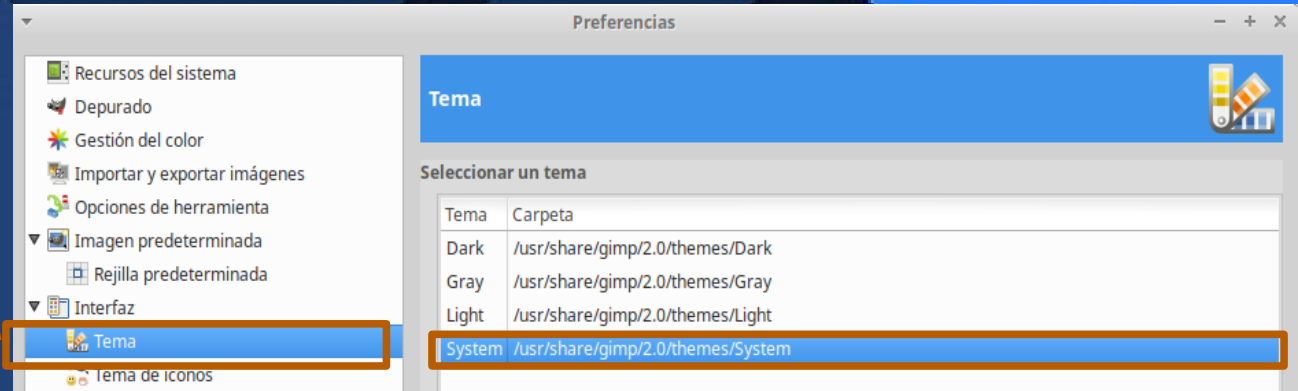 Preferencias
Recursos del sistema
Depurado
Gestión del color
Importar y exportar imágenes
Opciones de herramienta
Imagen predeterminada
Rejilla predeterminada
Interfaz
Tema
Tema de iconos
Tema
Seleccionar un tema
Tema Carpeta
Dark /usr/share/gimp/2.0/themes/Dark
Gray /usr/share/gimp/2.0/themes/Gray
Light /usr/share/gimp/2.0/themes/Light
System /usr/share/gimp/2.0/themes/System